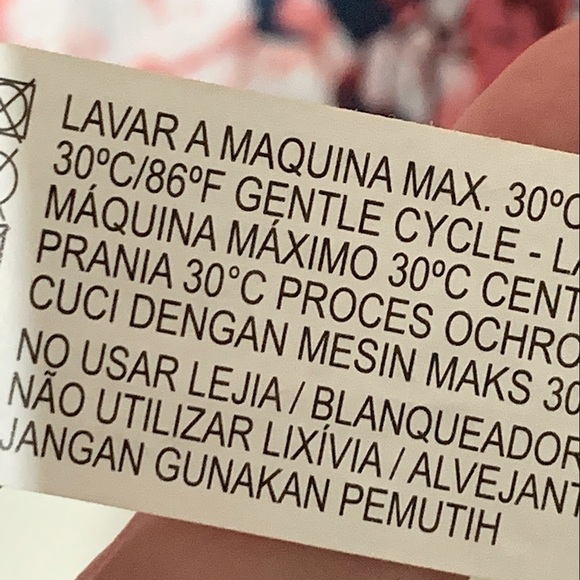 LAVAR A MAQUINA MAX. 30ºC
30ºC/86ºF GENTLE CYCLE - LA
MÁQUINA MÁXIMO 30ºC CENT
PRANIA 30°C PROCES OCHRO
CUCI DENGAN MESIN MAKS 30
NO USAR LEJIA / BLANQUEADOR
NÃO UTILIZAR LIXÍVIA / ALVEJANT
JANGAN GUNAKAN PEMUTIH